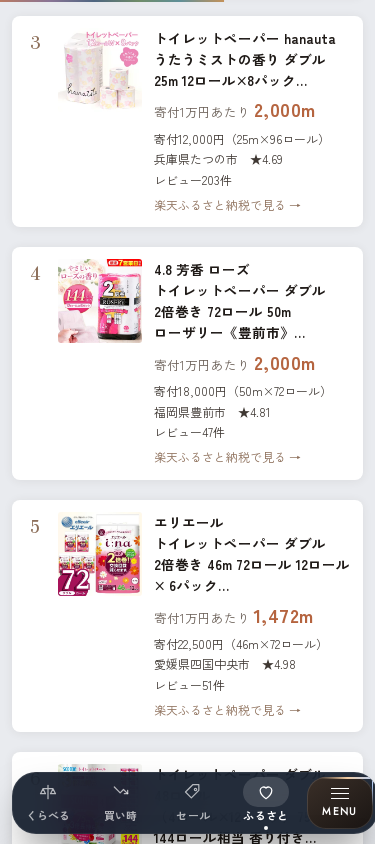 3
トイレットペーパー hanauta
うたうミストの香り ダブル
25m 12ロール×8パック…
寄付1万円あたり 2,000m
寄付12,000円（25m×96ロール）
兵庫県たつの市 ★4.69
レビュー203件
楽天ふるさと納税で見る →
4
4.8 芳香 ローズ
トイレットペーパー ダブル
2倍巻き 72ロール 50m
ローザリー《豊前市》…
寄付1万円あたり 2,000m
寄付18,000円（50m×72ロール）
福岡県豊前市 ★4.81
レビュー47件
楽天ふるさと納税で見る →
5
エリエール
トイレットペーパー ダブル
2倍巻き 46m 72ロール 12ロール
× 6パック…
寄付1万円あたり 1,472m
寄付22,500円（46m×72ロール）
愛媛県四国中央市 ★4.98
レビュー51件
楽天ふるさと納税で見る →
トイレットペーパー ダブル
144ロール相当 香り付き…
くらべる
買い時
セール
ふるさと
MENU